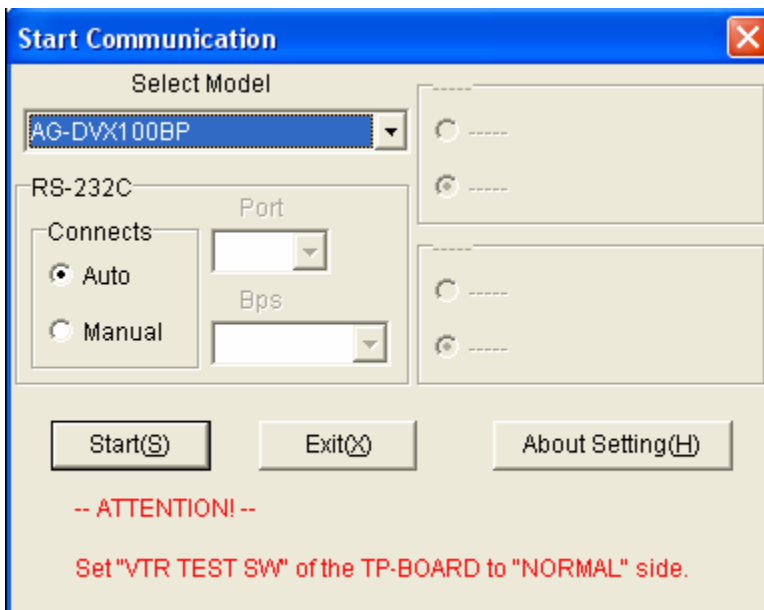 Start Communication
Select Model
AG-DVX100BP
RS-232C
Connects
Auto
Manual
Port
Bps
-----
-----
-----
-----
-----
-----
Start(S)
Exit(X)
About Setting(H)
-- ATTENTION! --
Set "VTR TEST SW" of the TP-BOARD to "NORMAL" side.